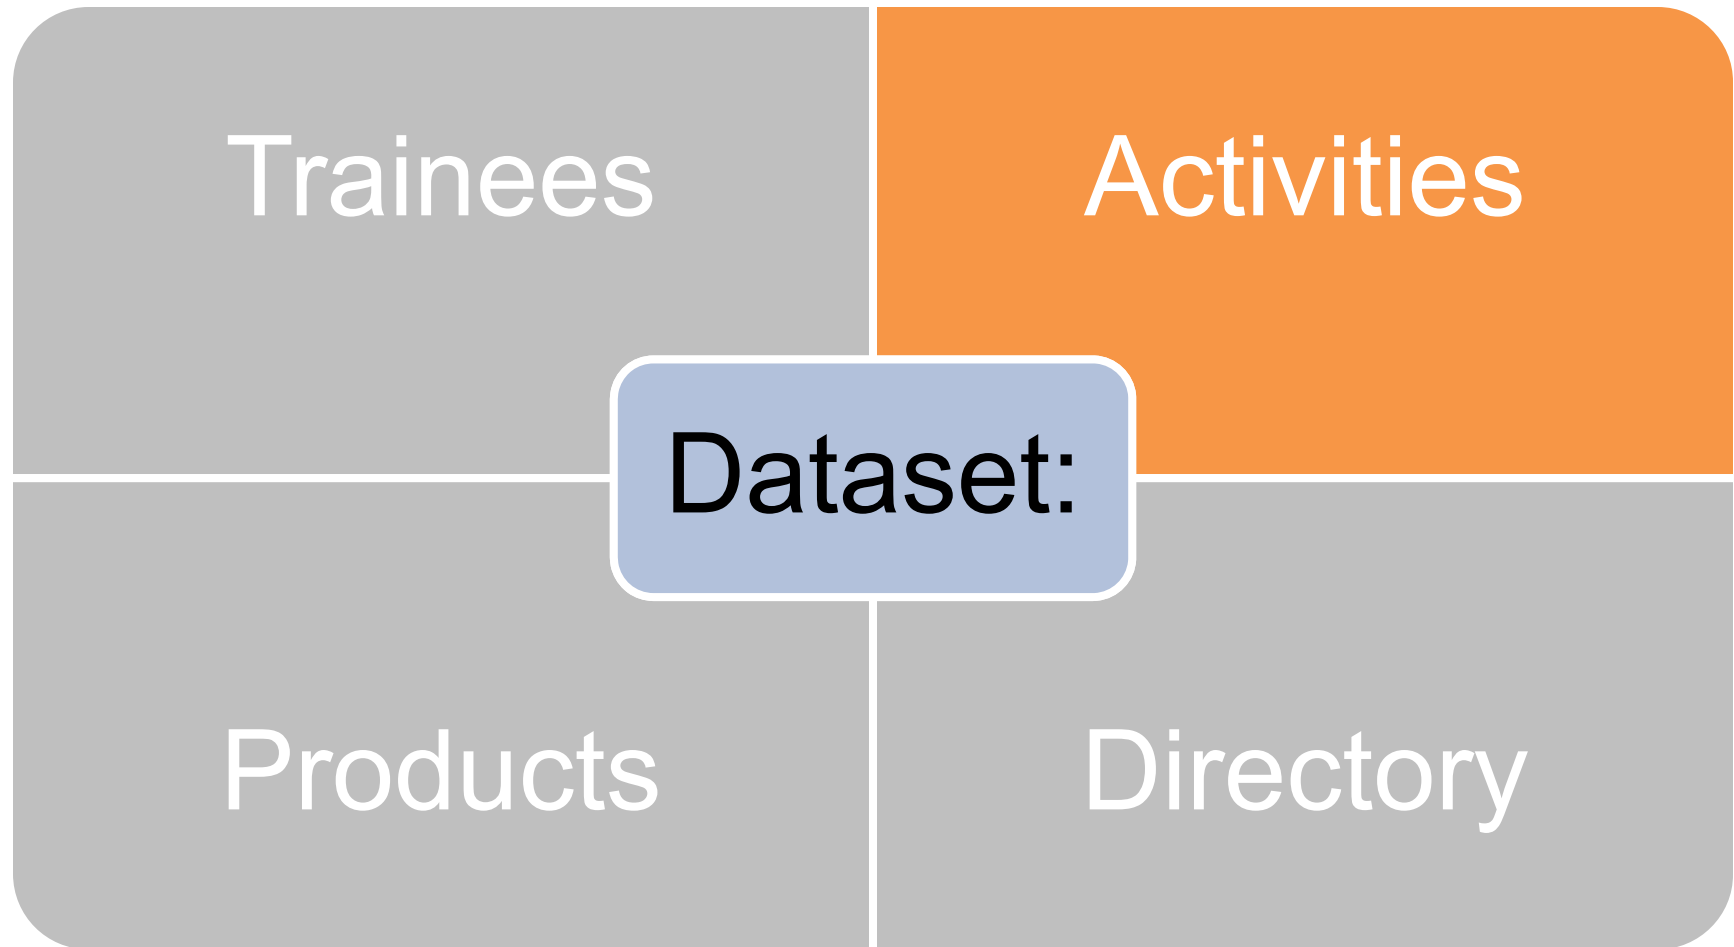 Trainees
Activities
Dataset:
Products
Directory